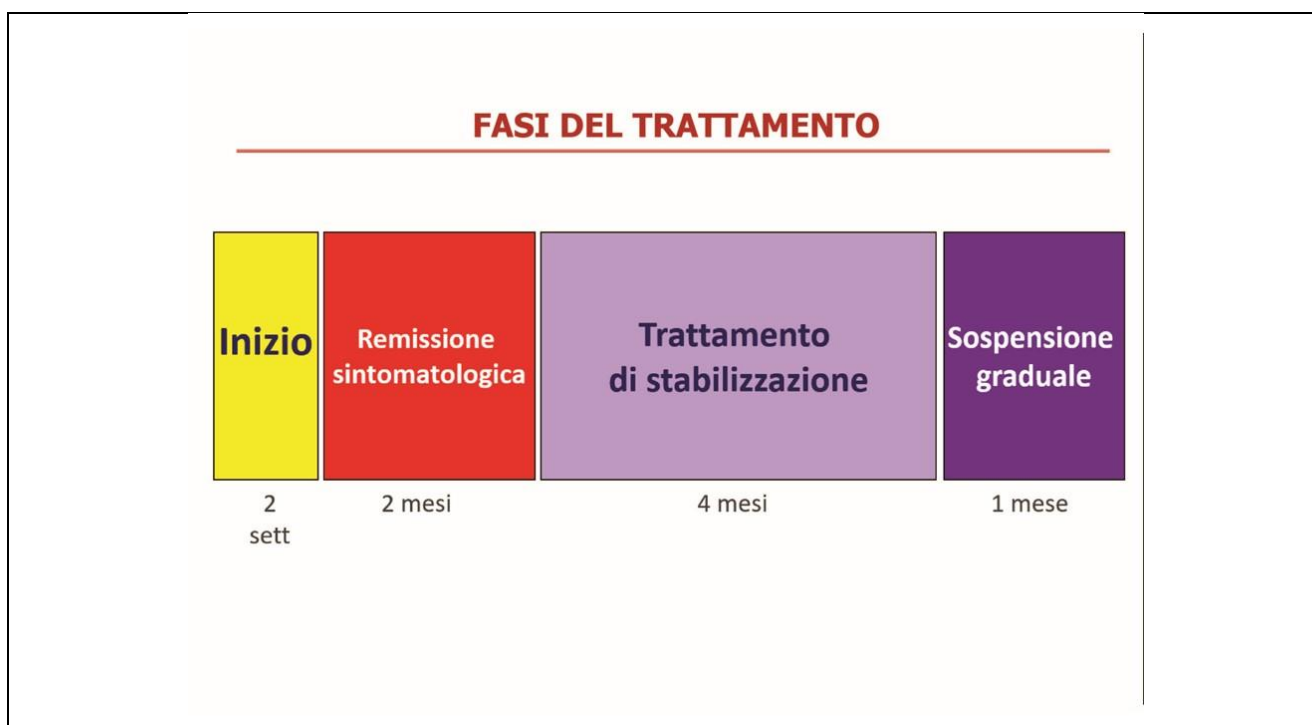 FASI DEL TRATTAMENTO
Inizio
Remissione
sintomatologica
Trattamento
di stabilizzazione
Sospensione
graduale
2
sett
2 mesi
4 mesi
1 mese